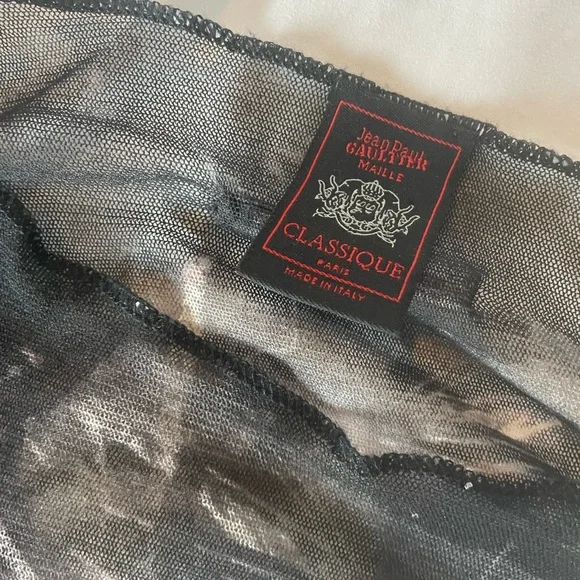 Jean Paul
GAULTIER
MAILLE
CLASSIQUE
PARIS
MADE IN ITALY